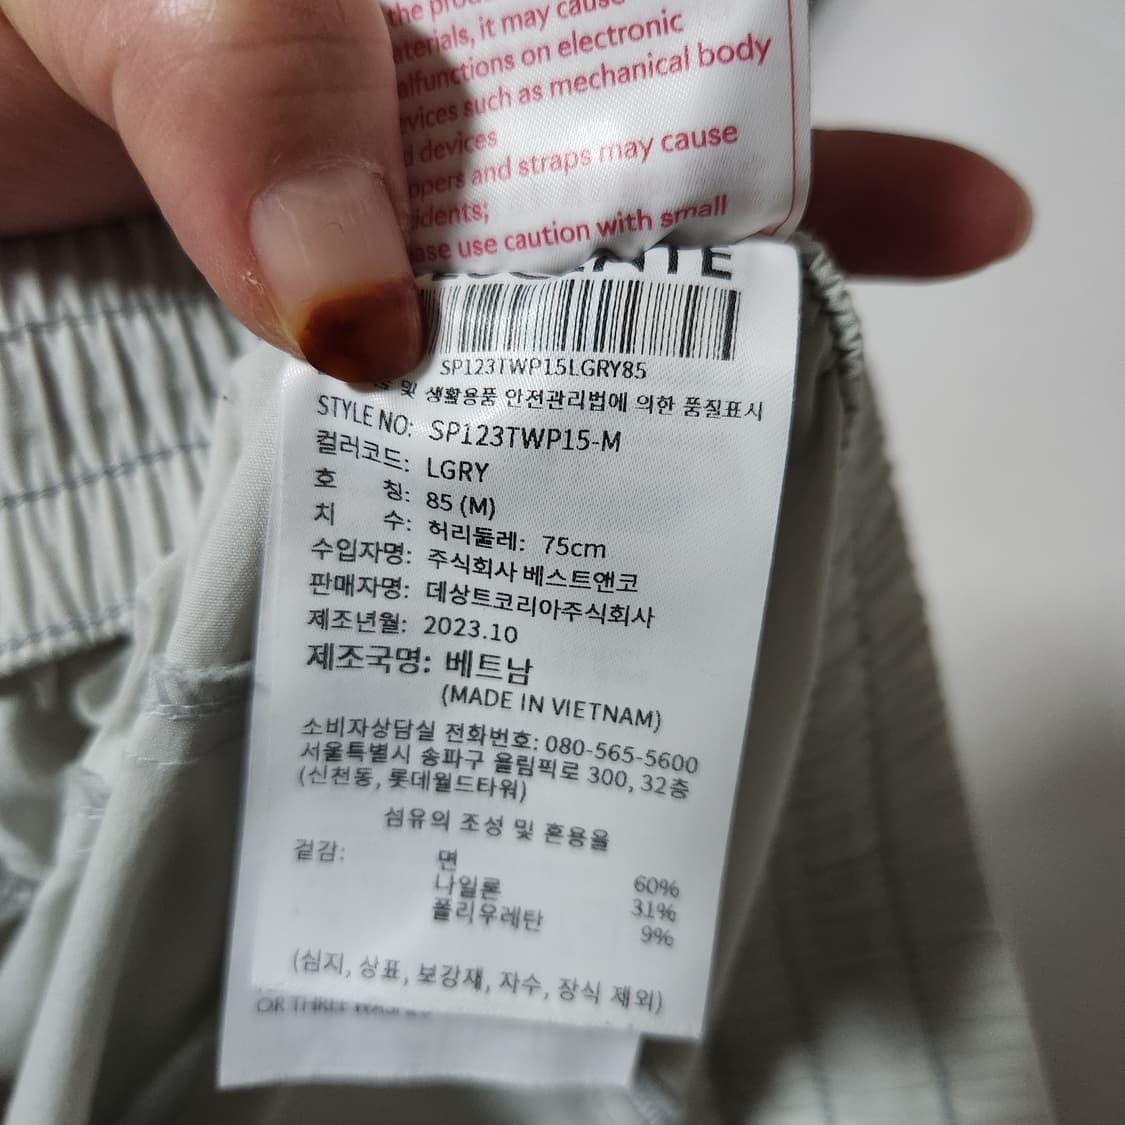 the
it may cause
on electronic
such as mechanical body
devices
and straps may cause
use caution with small
SP123TWP15LGRY85
및 생활용품 안전관리법에 의한 품질표시
STYLE NO: SP123TWP15-M
컬러코드: LGRY
호 칭: 85 (M)
치 수: 허리둘레: 75cm
수입자명: 주식회사 베스트앤코
판매자명: 데상트코리아주식회사
제조년월: 2023.10
제조국명: 베트남
(MADE IN VIETNAM)
소비자상담실 전화번호: 080-565-5600
서울특별시 송파구 올림픽로 300, 32층
(신천동, 롯데월드타워)
섬유의 조성 및 혼용율
겉감: 면 60%
나일론 31%
폴리우레탄 9%
(심지, 상표, 보강재, 자수, 장식 제외)
OR THREE